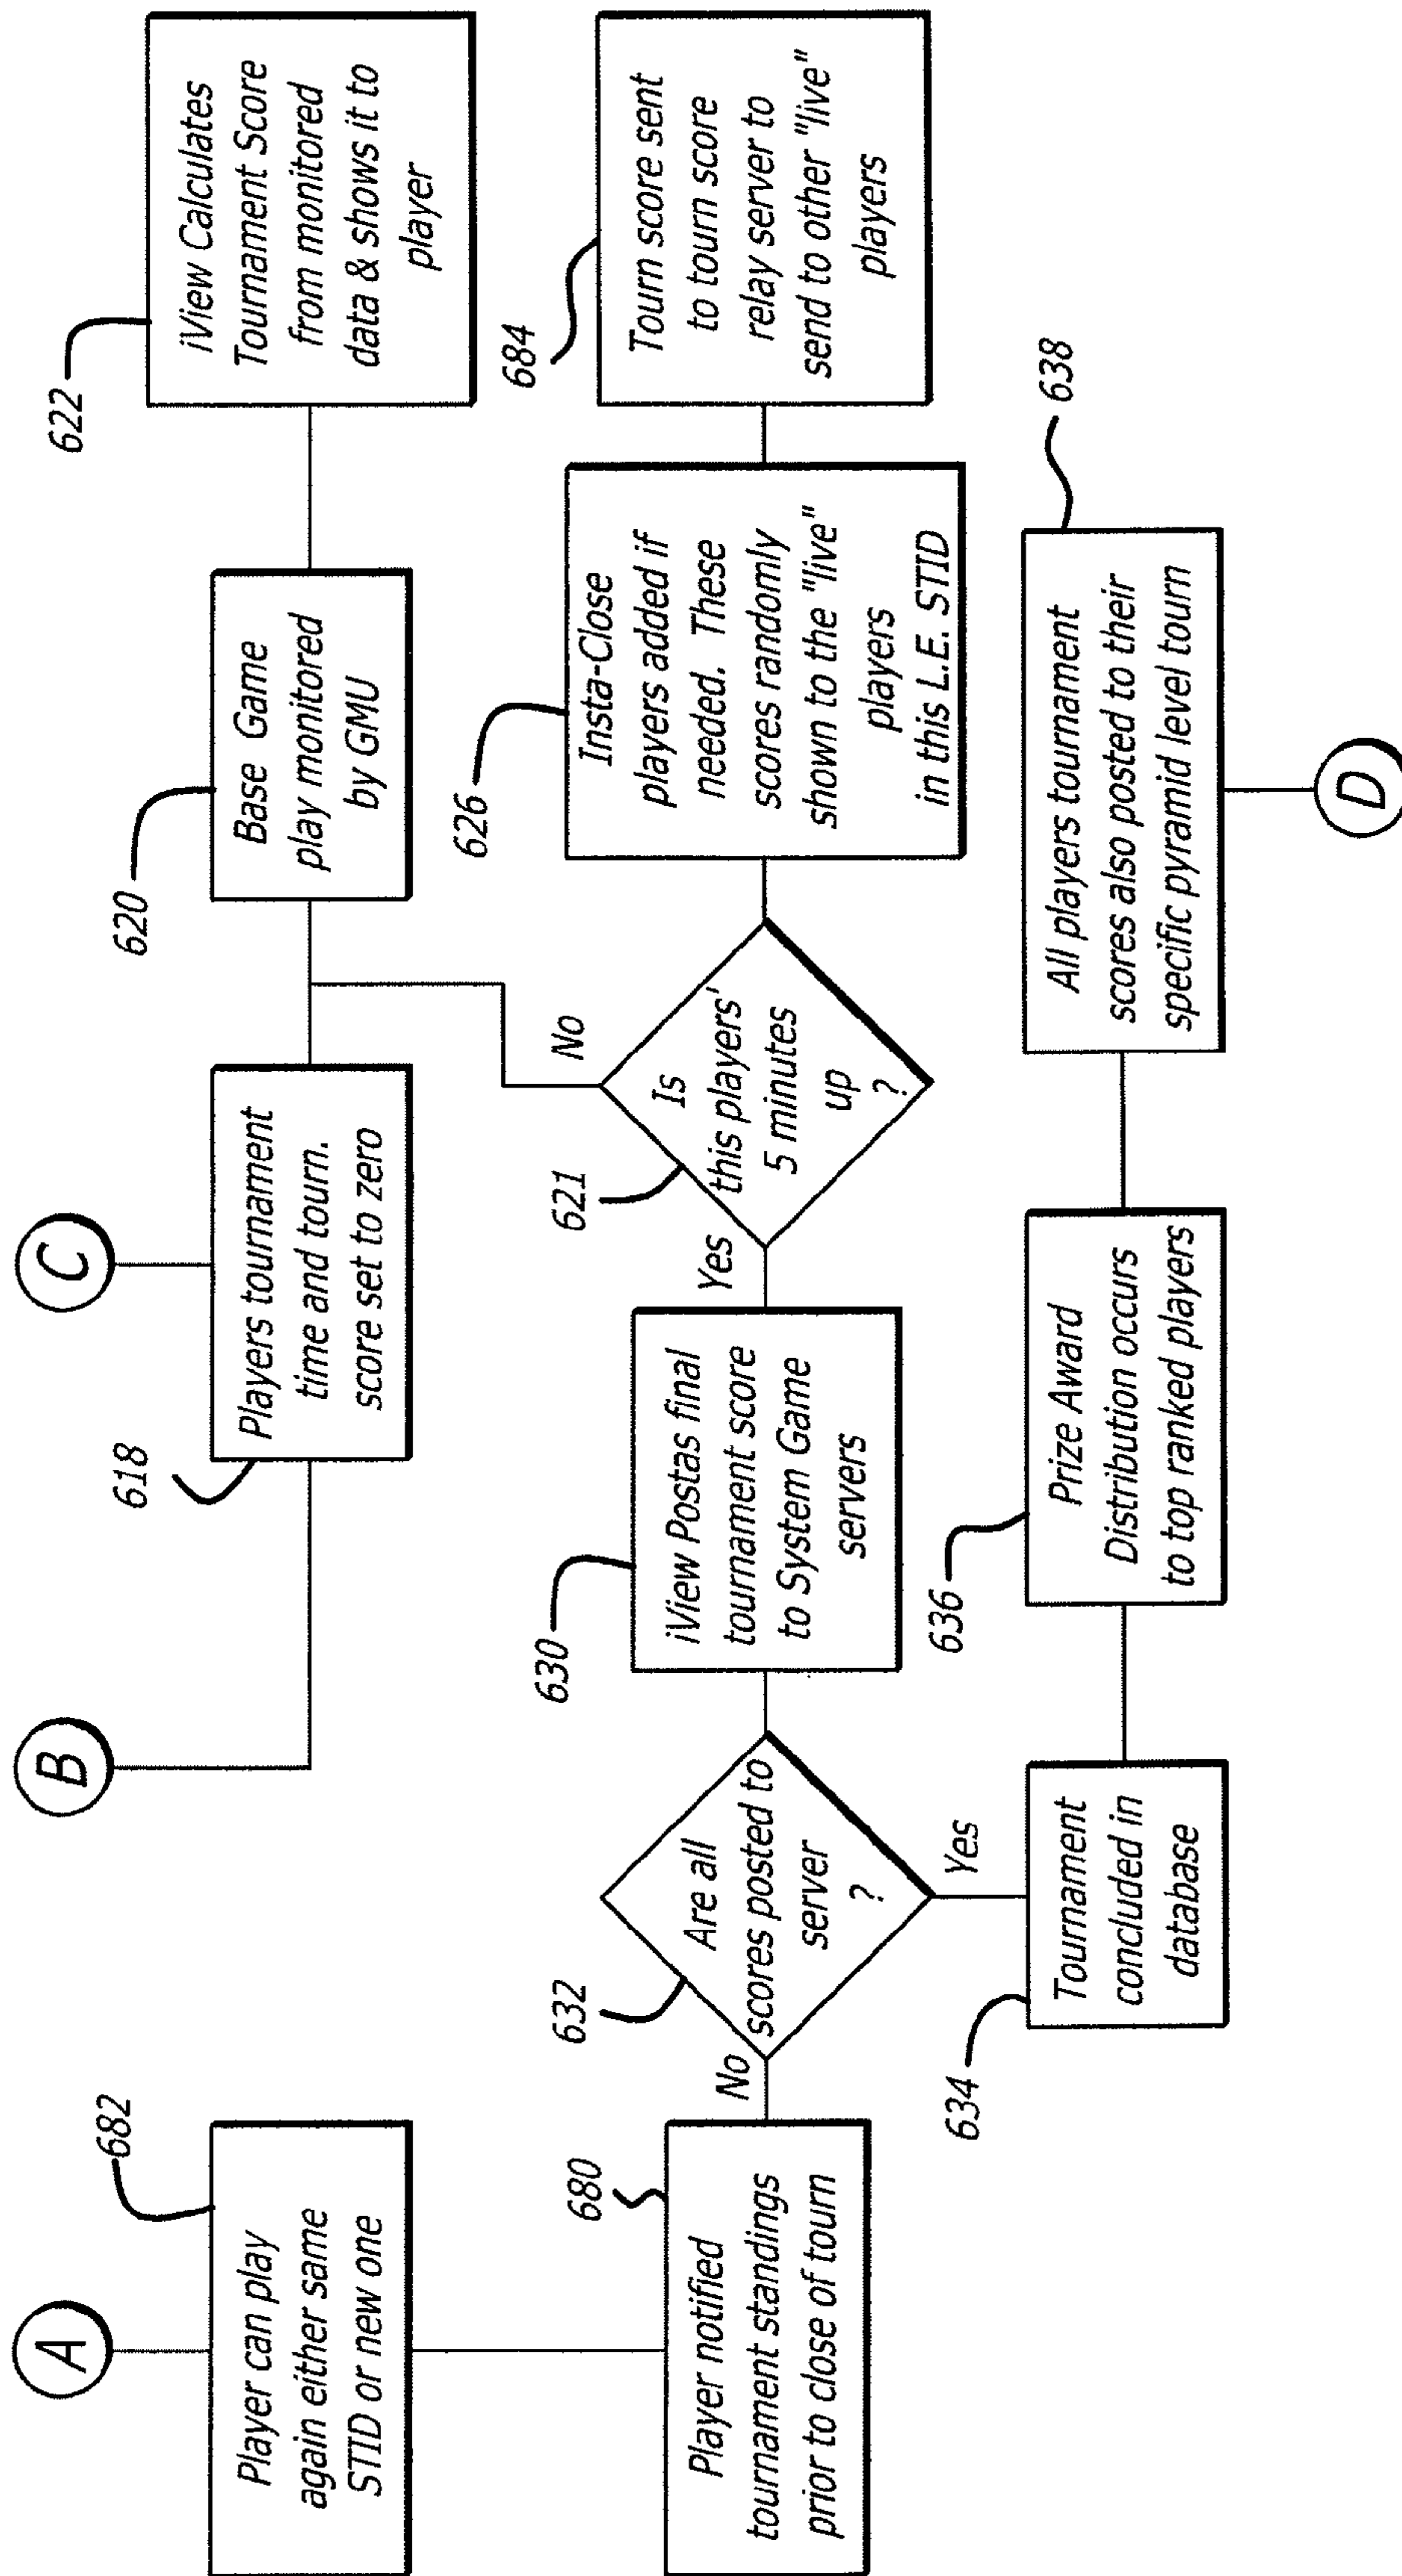 A
B
C
682
Player can play
again either same
STID or new one
618
Players tournament
time and tourn.
score set to zero
620
Base Game
play monitored
by GMU
622
iView Calculates
Tournament Score
from monitored
data & shows it to
player
680
Player notified
tournament standings
prior to close of tourn
No
632
Are all
scores posted to
server
?
Yes
630
iView Postas final
tournament score
to System Game
servers
Yes
621
Is
this players'
5 minutes
up
?
No
626
Insta-Close
players added if
needed. These
scores randomly
shown to the "live"
players
in this L.E. STID
684
Tourn score sent
to tourn score
relay server to
send to other "live"
players
634
Tournament
concluded in
database
636
Prize Award
Distribution occurs
to top ranked players
638
All players tournament
scores also posted to their
specific pyramid level tourn
D